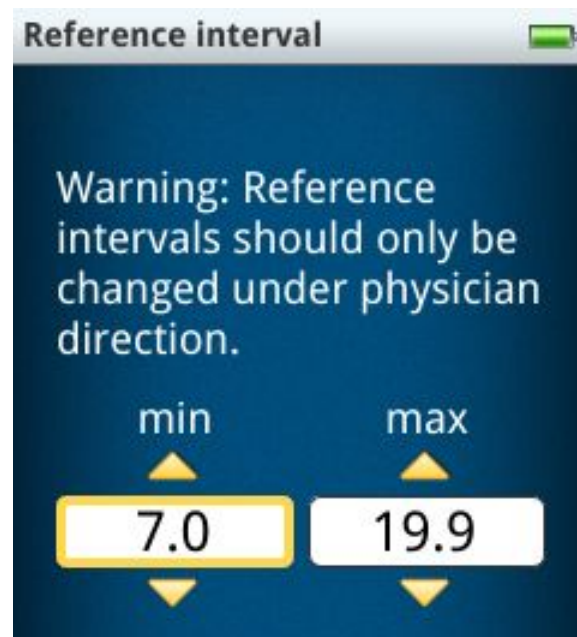 Reference interval
Warning: Reference
intervals should only be
changed under physician
direction.
min max
7.0 19.9